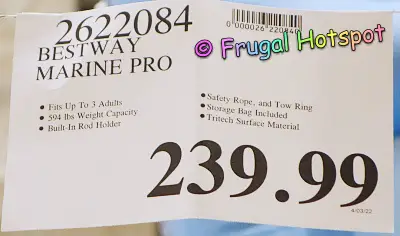 2622084
BESTWAY
MARINE PRO
0000026220840
© Frugal Hotspot
• Fits Up To 3 Adults
• 594 lbs Weight Capacity
• Built-In Rod Holder
• Safety Rope, and Tow Ring
• Storage Bag Included
• Tritech Surface Material
239.99
4/03/22